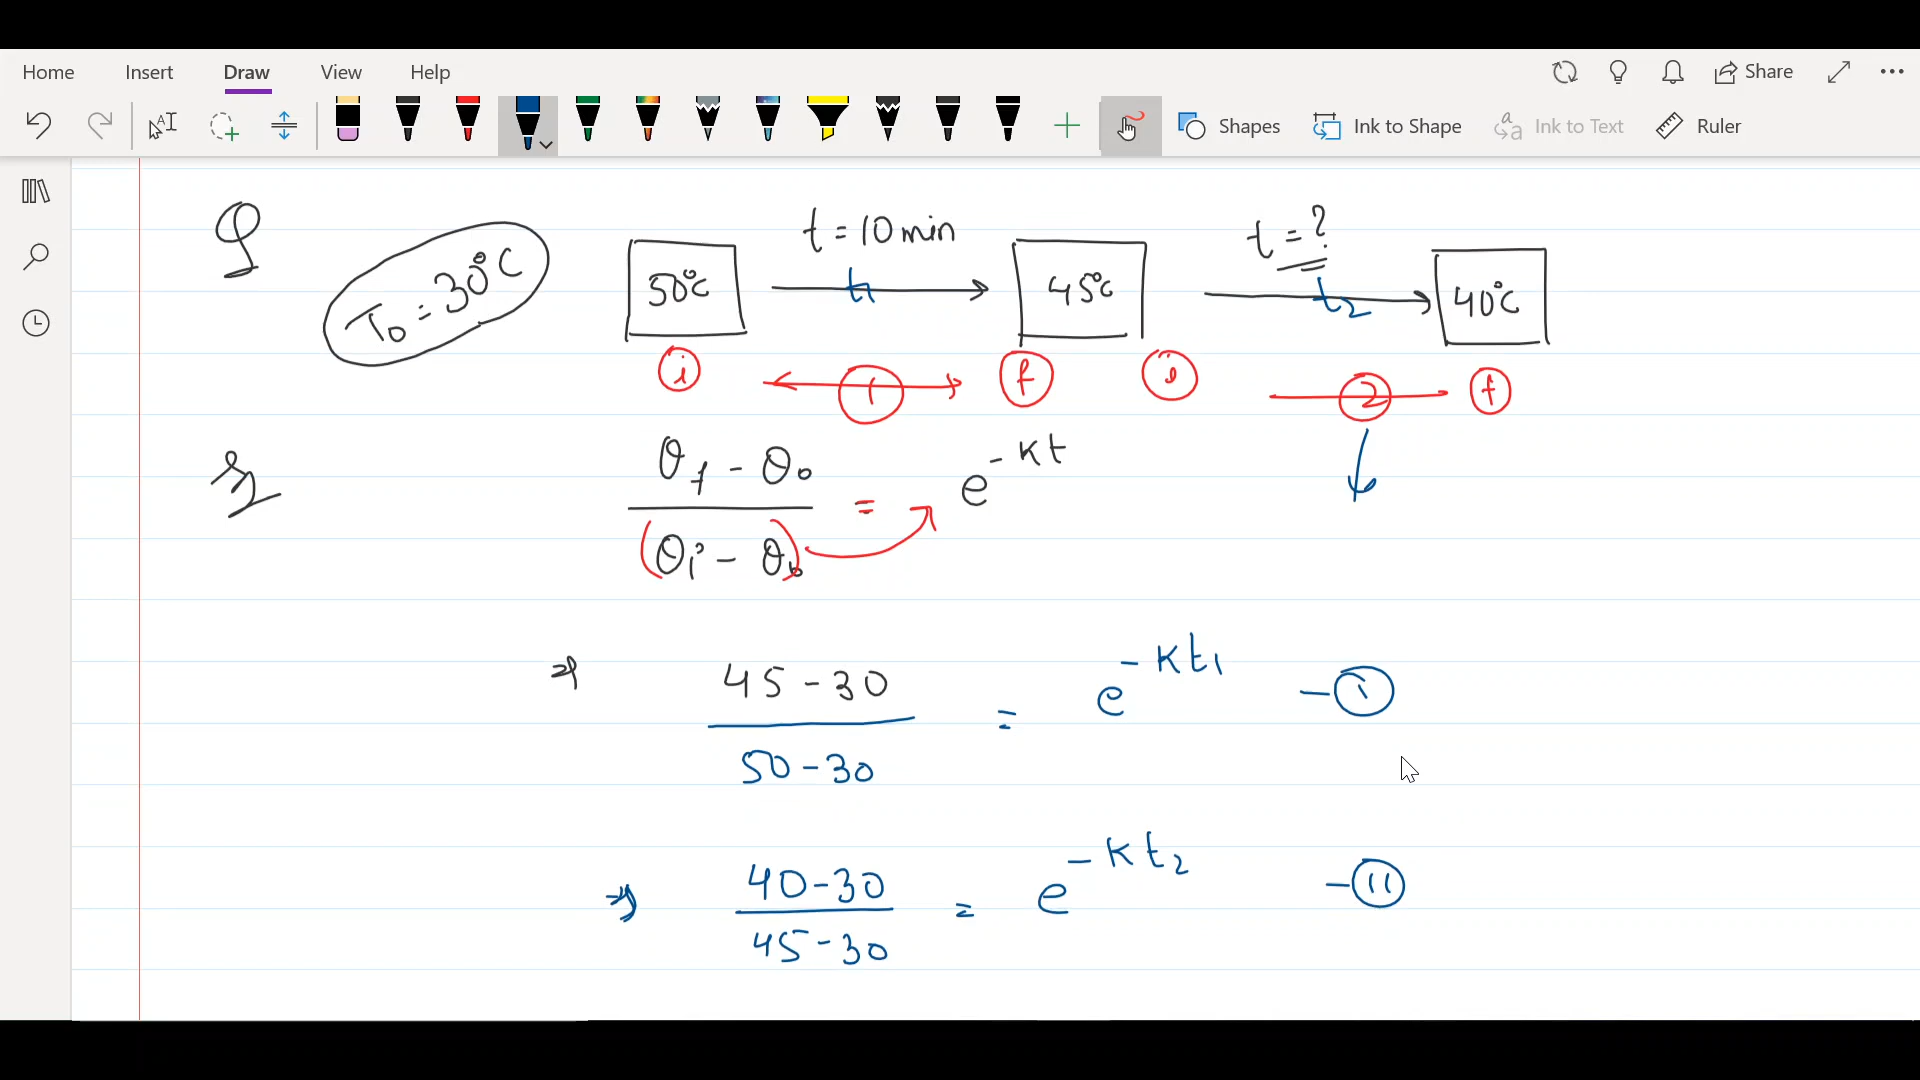 Home Insert Draw View Help Share
Shapes Ink to Shape Ink to Text Ruler
Q
T₀ = 30°C
t = 10 min
t = ?
50°C t₁ 45°C t₂ 40°C
i 1 f i 2 f
θf - θ₀ / (θi - θ₀) = e^-kt
⇒ 45 - 30 / 50 - 30 = e^-kt₁ - ①
⇒ 40 - 30 / 45 - 30 = e^-kt₂ - ⑪